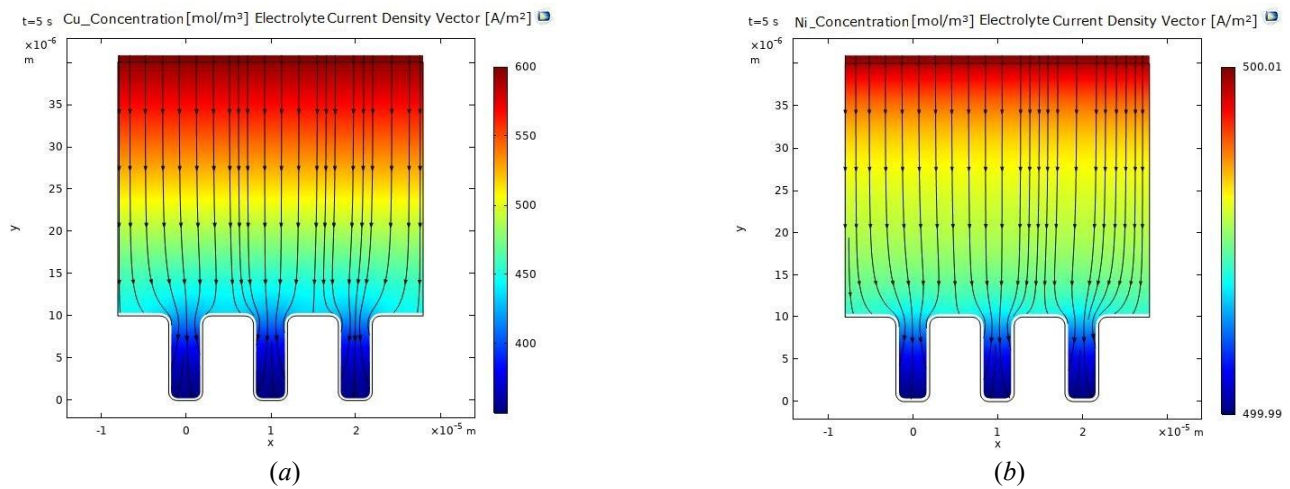 t=5 s Cu_Concentration [mol/m³] Electrolyte Current Density Vector [A/m²]
×10⁻⁶
m
35
30
25
20
15
10
5
0
y
-1
0
1
2
×10⁻⁵ m
x
600
550
500
450
400
(a)
t=5 s Ni_Concentration [mol/m³] Electrolyte Current Density Vector [A/m²]
×10⁻⁶
m
35
30
25
20
15
10
5
0
y
-1
0
1
2
×10⁻⁵ m
x
500.01
499.99
(b)